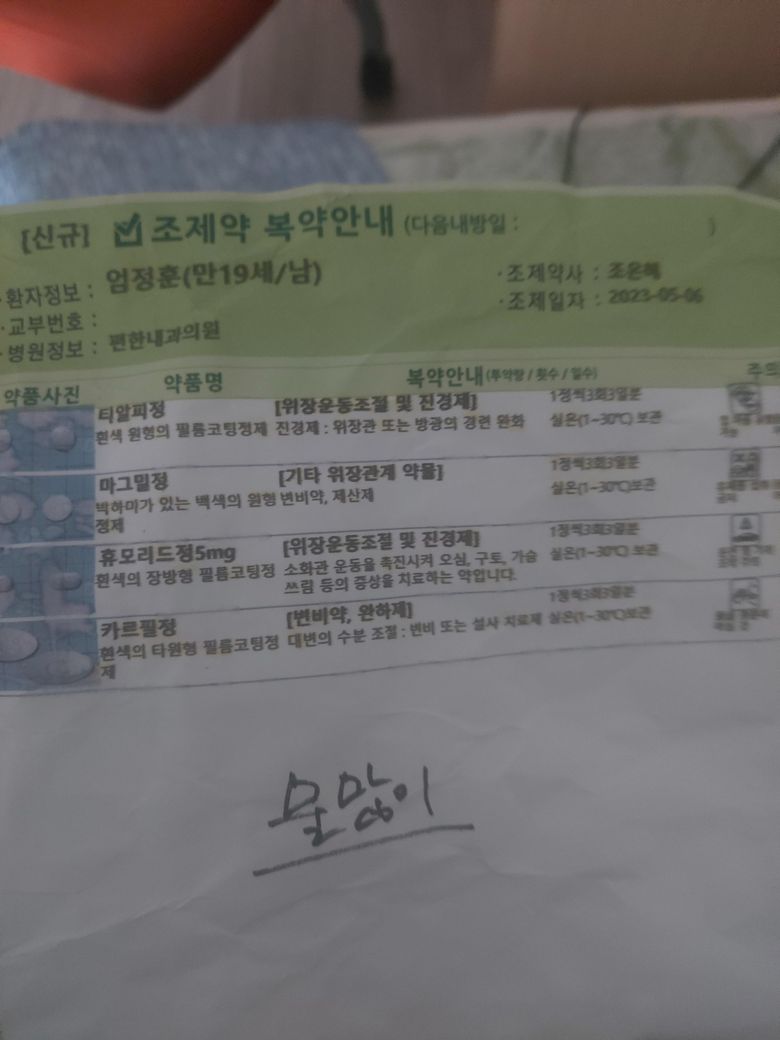 [신규] 조제약 복약안내 (다음내방일 : )
·환자정보 : 엄정훈(만19세/남) ·조제약사 : 조은혜
·교부번호 : ·조제일자 : 2023-05-06
·병원정보 : 편한내과의원
약품사진 약품명 복약안내(투약량/횟수/일수) 주의
티알피정 [위장운동조절 및 진경제] 1정씩3회3일분
흰색 원형의 필름코팅정제 진경제 : 위장관 또는 방광의 경련 완화 실온(1~30℃) 보관
마그밀정 [기타 위장관계 약물] 1정씩3회3일분
박하미가 있는 백색의 원형 변비약, 제산제 실온(1~30℃)보관
정제
휴모리드정5mg [위장운동조절 및 진경제] 1정씩3회3일분
흰색의 장방형 필름코팅정 소화관 운동을 촉진시켜 오심, 구토, 가슴 실온(1~30℃) 보관
쓰림 등의 증상을 치료하는 약입니다.
카르필정 [변비약, 완하제] 1정씩3회3일분
흰색의 타원형 필름코팅정 대변의 수분 조절 : 변비 또는 설사 치료제 실온(1~30℃)보관
제
물많이